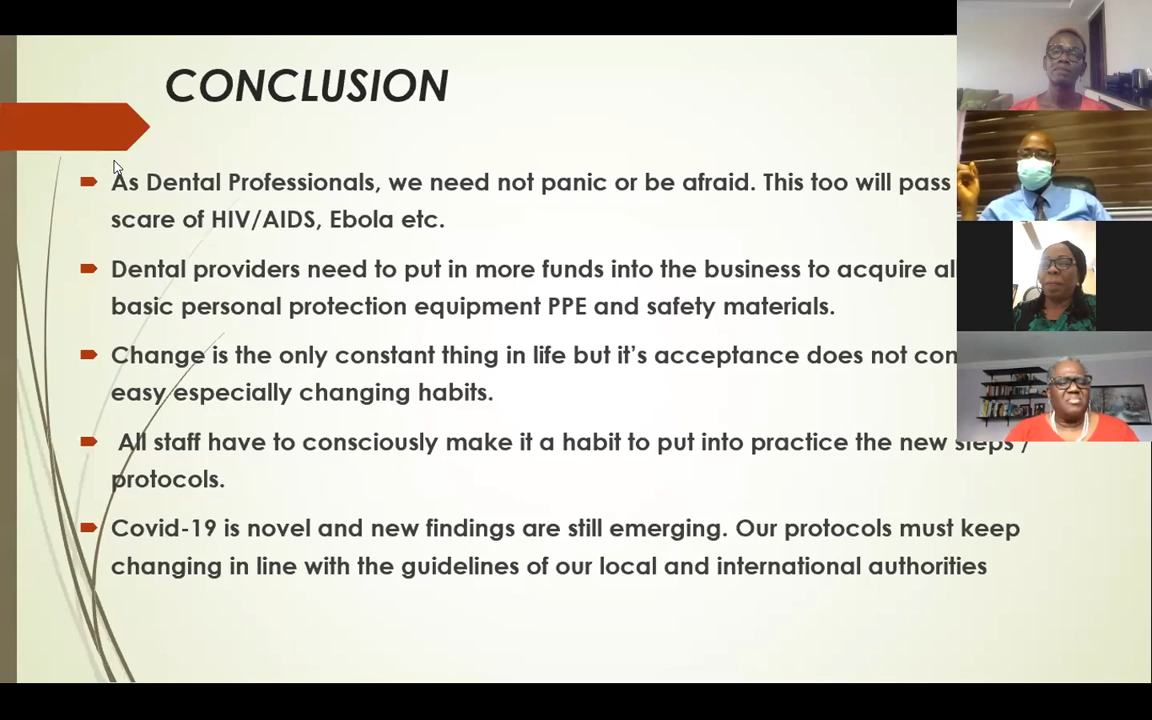 CONCLUSION
As Dental Professionals, we need not panic or be afraid. This too will pass
scare of HIV/AIDS, Ebola etc.
Dental providers need to put in more funds into the business to acquire
basic personal protection equipment PPE and safety materials.
Change is the only constant thing in life but it's acceptance does not
easy especially changing habits.
All staff have to consciously make it a habit to put into practice the new steps /
protocols.
Covid-19 is novel and new findings are still emerging. Our protocols must keep
changing in line with the guidelines of our local and international authorities